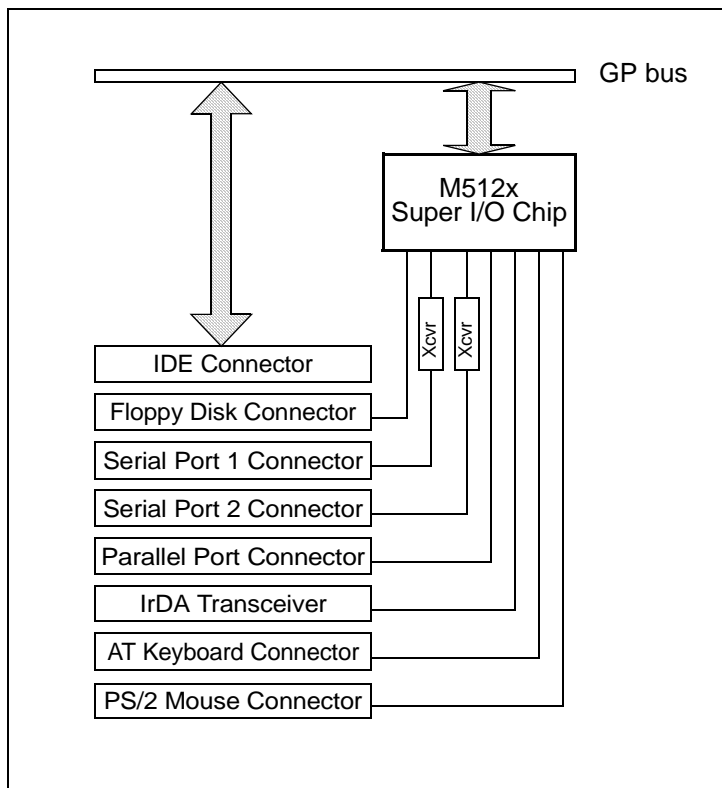 GP bus
M512x
Super I/O Chip
Xcvr
Xcvr
IDE Connector
Floppy Disk Connector
Serial Port 1 Connector
Serial Port 2 Connector
Parallel Port Connector
IrDA Transceiver
AT Keyboard Connector
PS/2 Mouse Connector